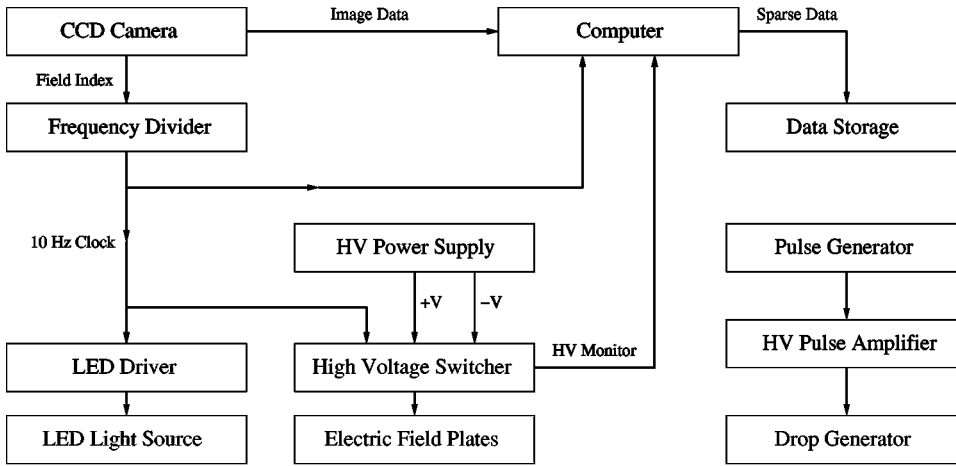 Image Data
Sparse Data
CCD Camera
Computer
Field Index
Frequency Divider
Data Storage
10 Hz Clock
HV Power Supply
Pulse Generator
+V
−V
HV Monitor
HV Pulse Amplifier
LED Driver
High Voltage Switcher
LED Light Source
Electric Field Plates
Drop Generator